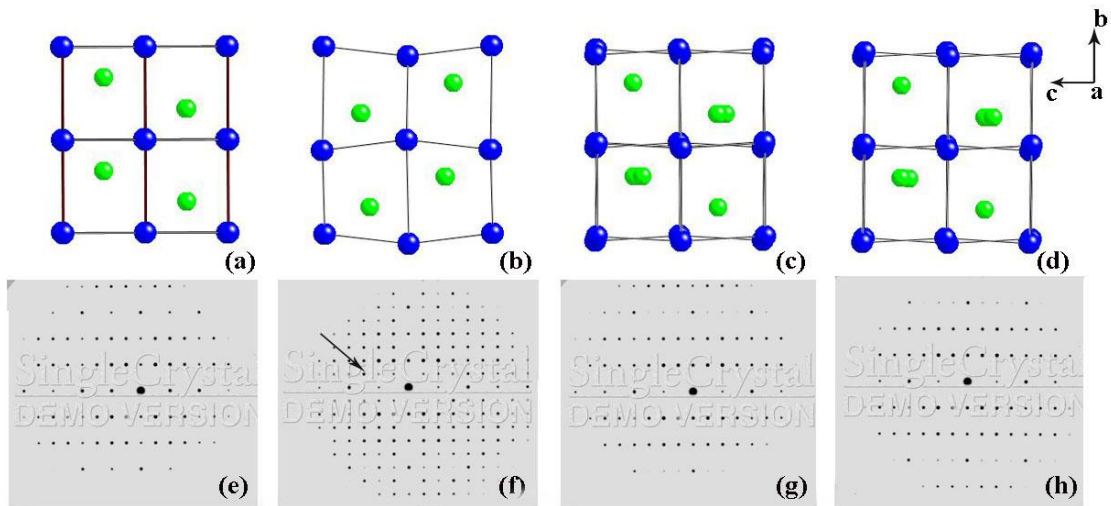 b
c a
(a) (b) (c) (d)
SingleCrystal SingleCrystal SingleCrystal SingleCrystal
DEMO VERSION DEMO VERSION DEMO VERSION DEMO VERSION
(e) (f) (g) (h)